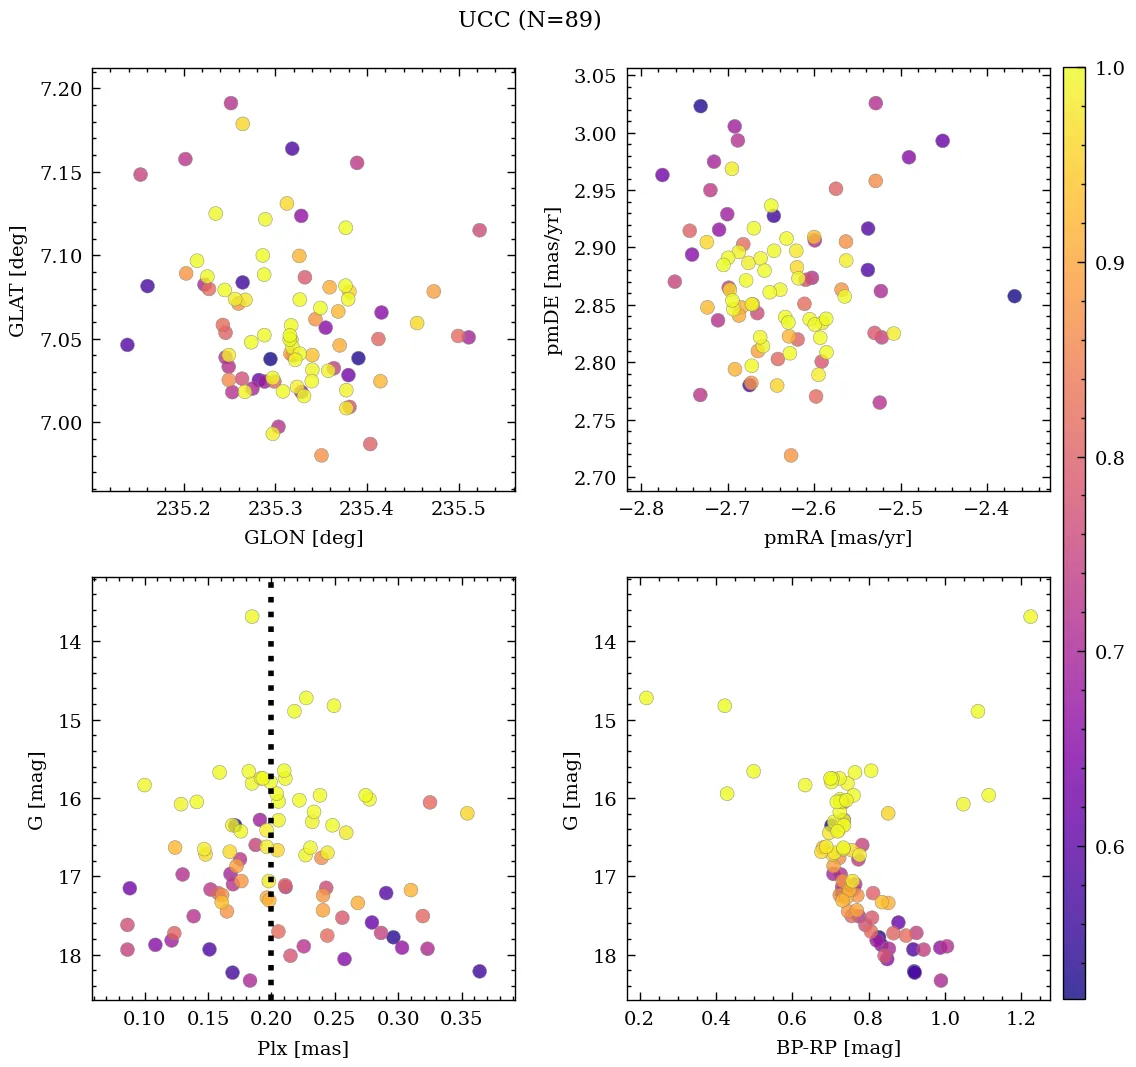 UCC (N=89)
7.20
7.15
7.10
7.05
7.00
GLAT [deg]
235.2 235.3 235.4 235.5
GLON [deg]
3.05
3.00
2.95
2.90
2.85
2.80
2.75
2.70
pmDE [mas/yr]
−2.8 −2.7 −2.6 −2.5 −2.4
pmRA [mas/yr]
1.0
0.9
0.8
0.7
0.6
14
15
16
17
18
G [mag]
0.10 0.15 0.20 0.25 0.30 0.35
Plx [mas]
14
15
16
17
18
G [mag]
0.2 0.4 0.6 0.8 1.0 1.2
BP-RP [mag]